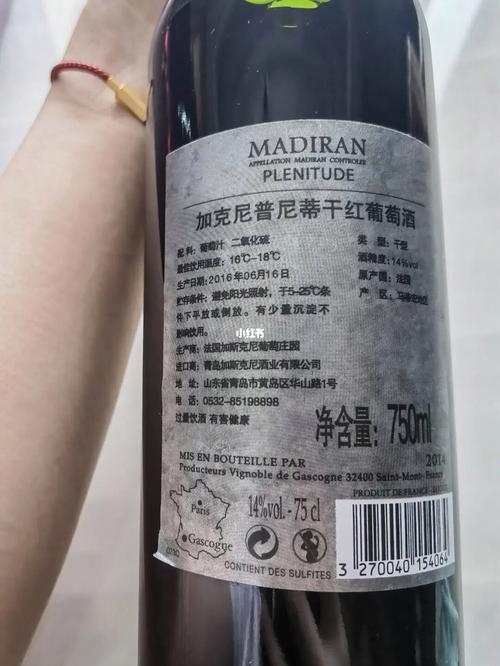 MADIRAN
APPELLATION MADIRAN CONTROLEE
PLENITUDE
加克尼普尼蒂干红葡萄酒
配 料：葡萄汁 二氧化硫
类 型：干型
最佳饮用温度：16℃-18℃
酒精度：14%vol
生产日期：2016年06月16日
原产国：法国
贮存条件：避免阳光照射，于5-25℃条
产 区：马蒂宏地区
件下平放或倒放。有少量沉淀不
影响饮用。
小红书
生产商：法国加斯克尼葡萄庄园
进口商：青岛加斯克尼酒业有限公司
地 址：山东省青岛市黄岛区华山路1号
电 话：0532-85198898
过量饮酒 有害健康
净含量：750ml
MIS EN BOUTEILLE PAR
2014
Producteurs Vignoble de Gascogne 32400 Saint-Mont - France
PRODUIT DE FRANCE
Paris
Gascogne
14%vol. - 75 cl
CONTIENT DES SULFITES
3 270040 154064